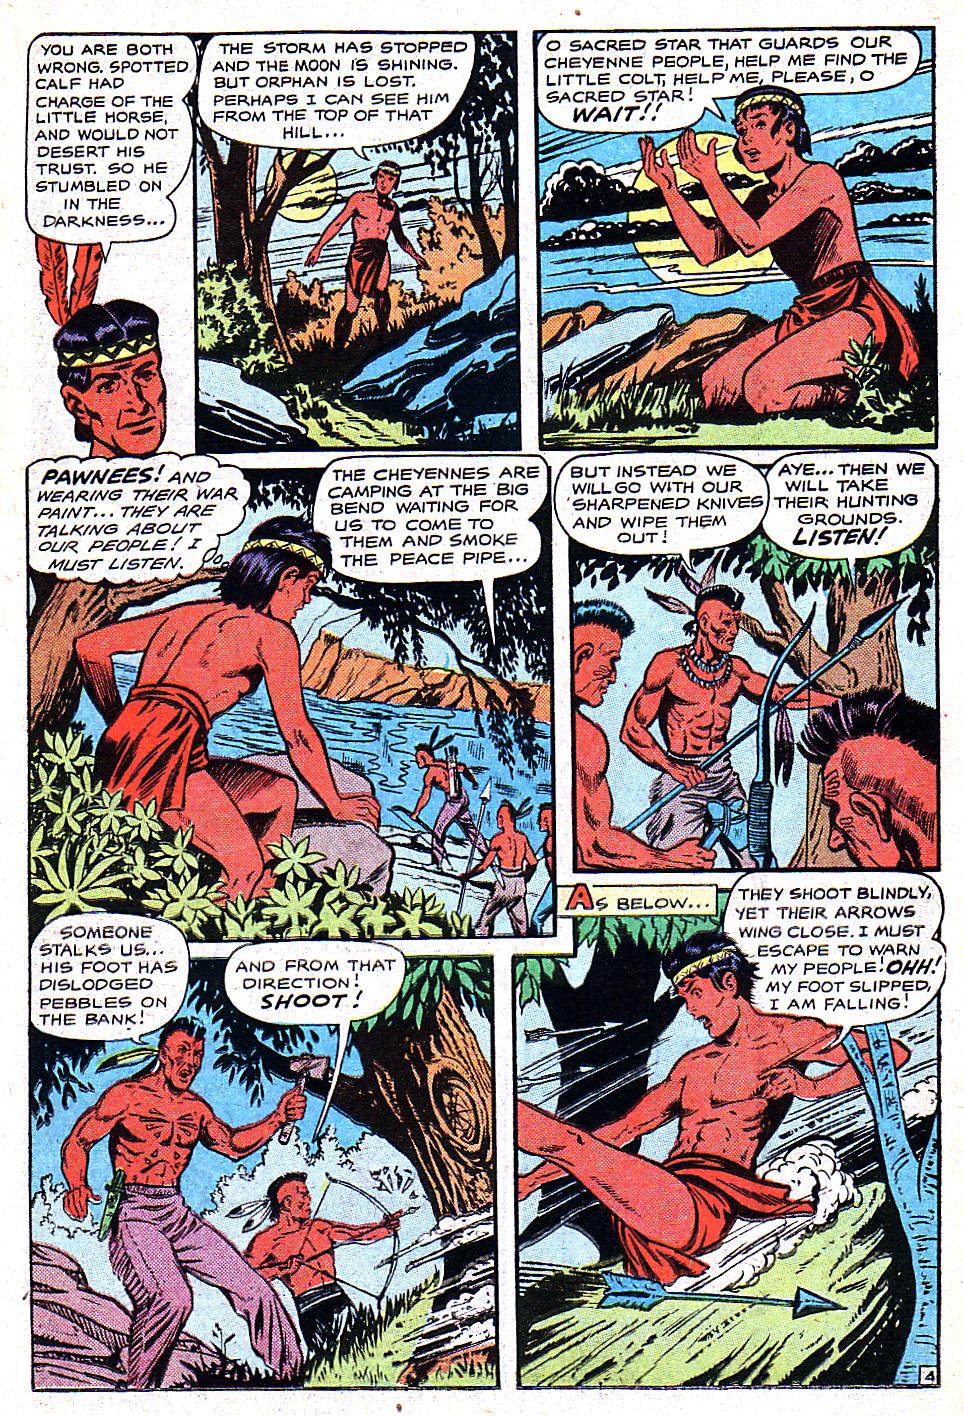 YOU ARE BOTH
WRONG. SPOTTED
CALF HAD
CHARGE OF THE
LITTLE HORSE,
AND WOULD NOT
DESERT HIS
TRUST. SO HE
STUMBLED ON
IN THE
DARKNESS...
THE STORM HAS STOPPED
AND THE MOON IS SHINING.
BUT ORPHAN IS LOST.
PERHAPS I CAN SEE HIM
FROM THE TOP OF THAT
HILL...
O SACRED STAR THAT GUARDS OUR
CHEYENNE PEOPLE, HELP ME FIND THE
LITTLE COLT, HELP ME, PLEASE, O
SACRED STAR!
WAIT!!
PAWNEES! AND
WEARING THEIR WAR
PAINT... THEY ARE
TALKING ABOUT
OUR PEOPLE! I
MUST LISTEN.
THE CHEYENNES ARE
CAMPING AT THE BIG
BEND WAITING FOR
US TO COME TO
THEM AND SMOKE
THE PEACE PIPE...
BUT INSTEAD WE
WILL GO WITH OUR
SHARPENED KNIVES
AND WIPE THEM
OUT!
AYE... THEN WE
WILL TAKE
THEIR HUNTING
GROUNDS.
LISTEN!
SOMEONE
STALKS US...
HIS FOOT HAS
DISLODGED
PEBBLES ON
THE BANK!
AND FROM THAT
DIRECTION!
SHOOT!
AS BELOW...
THEY SHOOT BLINDLY,
YET THEIR ARROWS
WING CLOSE. I MUST
ESCAPE TO WARN
MY PEOPLE! OHH!
MY FOOT SLIPPED,
I AM FALLING!
4